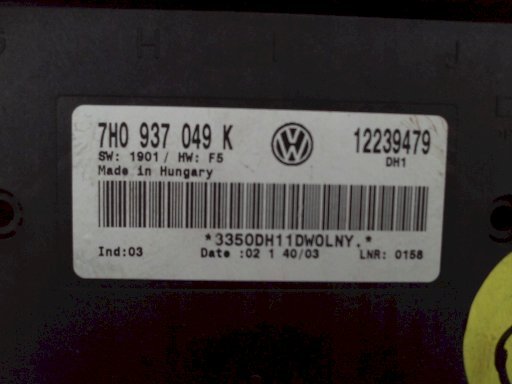 H I J
7H0 937 049 K 12239479
SW: 1901/ HW: F5 DH1
Made in Hungary
*3350DH11DWOLNY.*
Ind:03 Date :02 1 40/03 LNR: 0158